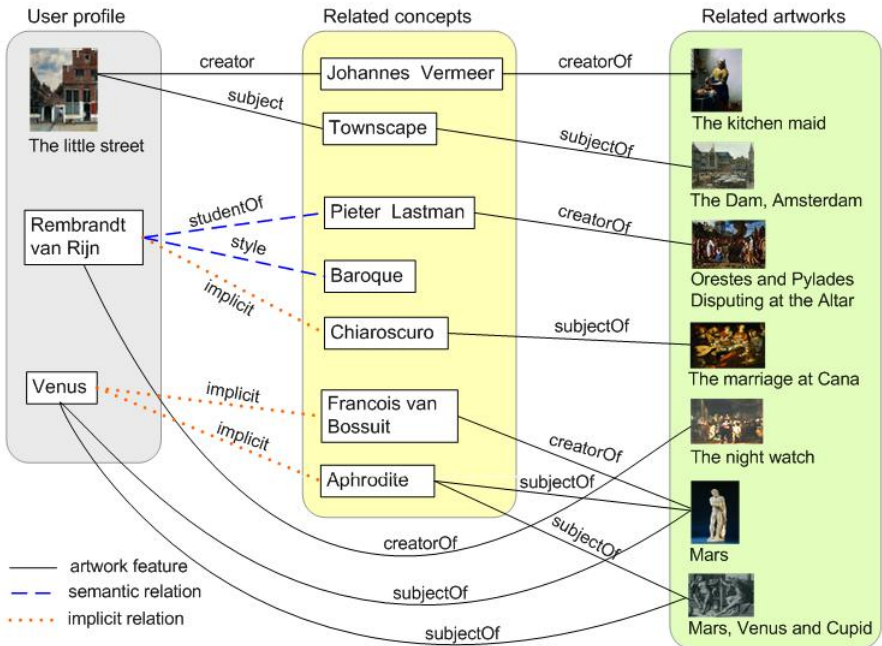 User profile
Related concepts
Related artworks
The little street
creator
Johannes Vermeer
creatorOf
The kitchen maid
subject
Townscape
subjectOf
The Dam, Amsterdam
Rembrandt
van Rijn
studentOf
Pieter Lastman
creatorOf
Orestes and Pylades
Disputing at the Altar
style
Baroque
implicit
Chiaroscuro
subjectOf
The marriage at Cana
Venus
implicit
Francois van
Bossuit
creatorOf
The night watch
implicit
Aphrodite
subjectOf
subjectOf
Mars
creatorOf
subjectOf
subjectOf
Mars, Venus and Cupid
artwork feature
semantic relation
implicit relation